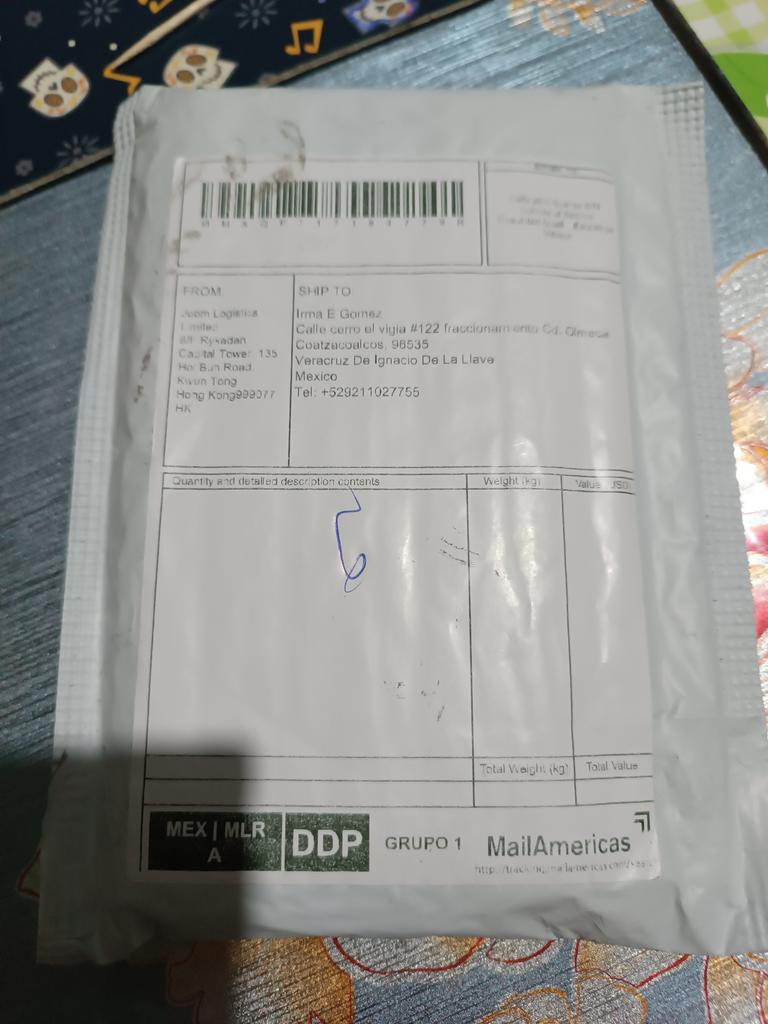 FROM
Joom Logistics
Limited
8/F Rykadan
Capital Tower, 135
Hoi Bun Road,
Kwun Tong
Hong Kong999077
HK
SHIP TO
Irma E Gomez
Calle cerro el vigia #122 fraccionamiento Cd. Olmeca
Coatzacoalcos, 96535
Veracruz De Ignacio De La Llave
Mexico
Tel: +529211027755
Quantity and detailed description contents
Weight (kg)
Value (USD)
Total Weight (kg)
Total Value
MEX | MLR
A
DDP
GRUPO 1
MailAmericas